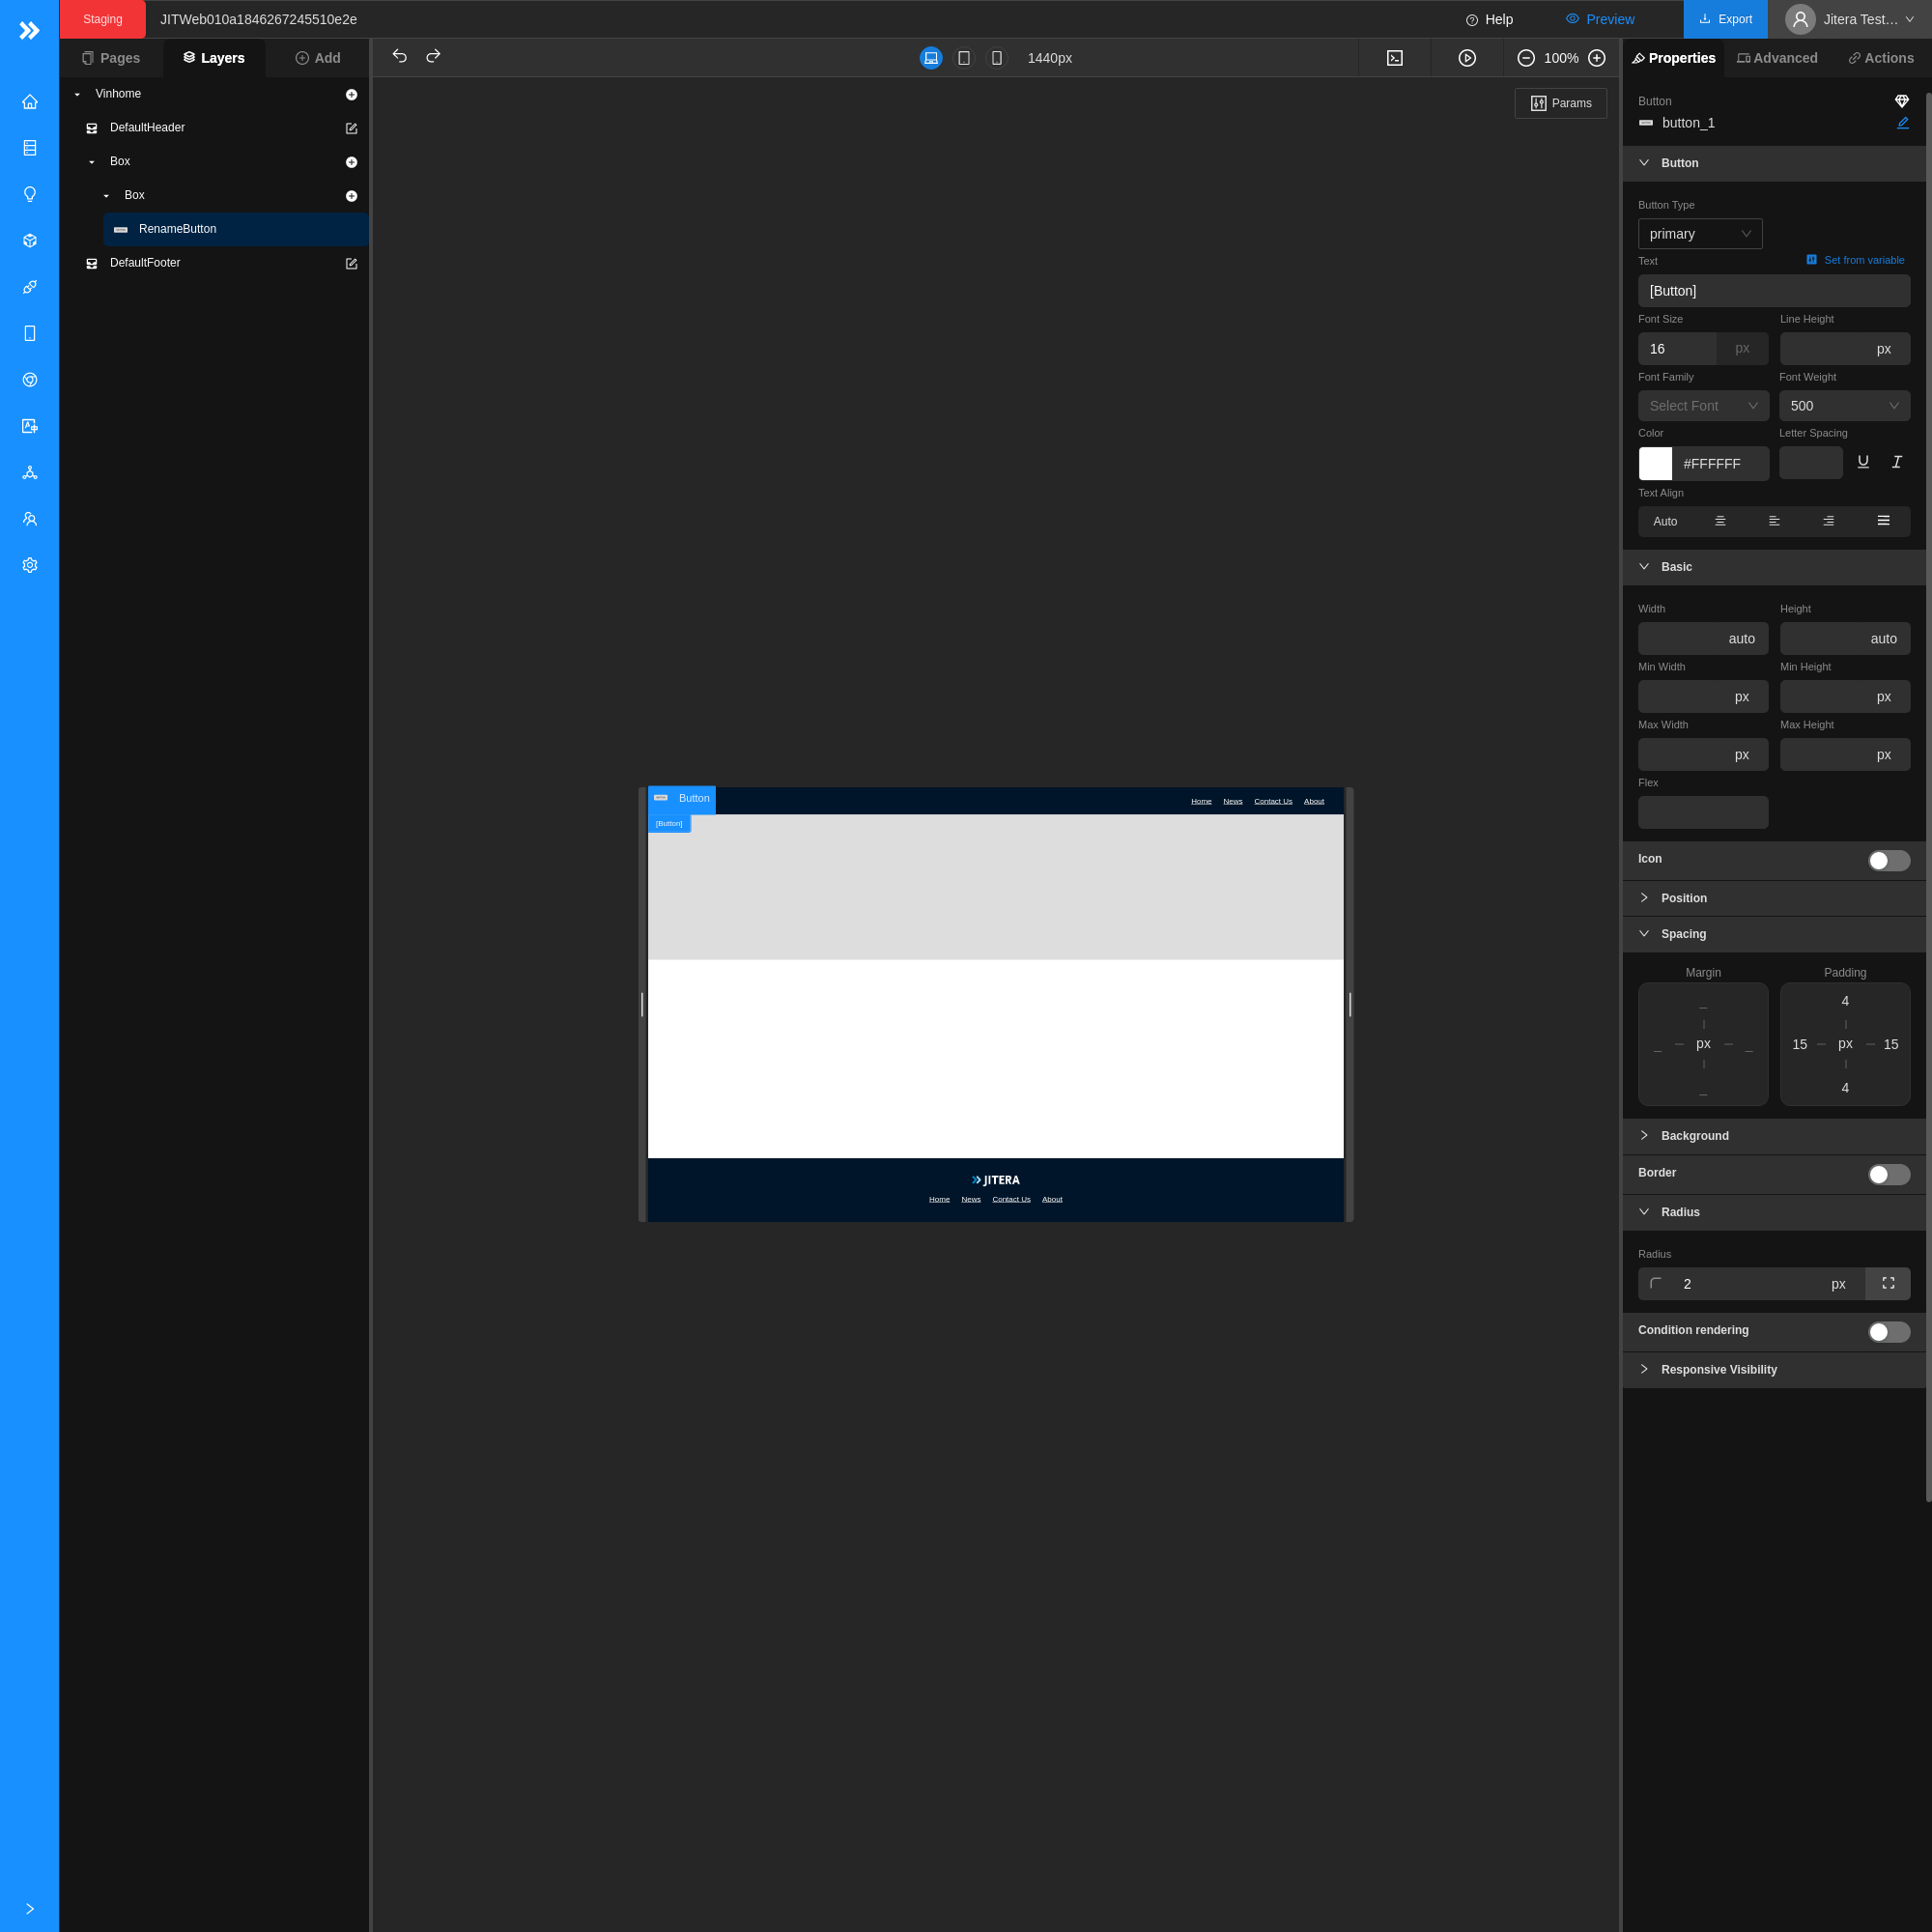 Staging
JITWeb010a1846267245510e2e
Help
Preview
Export
Jitera Test…
Pages
Layers
Add
1440px
100%
Properties
Advanced
Actions
Vinhome
DefaultHeader
Box
Box
RenameButton
DefaultFooter
Params
Button
Home News Contact Us About
[Button]
JITERA
Home News Contact Us About
Button
button_1
Button
Button Type
primary
Text
Set from variable
[Button]
Font Size
Line Height
16 px
px
Font Family
Font Weight
Select Font
500
Color
Letter Spacing
#FFFFFF
Text Align
Auto
Basic
Width
Height
auto
auto
Min Width
Min Height
px
px
Max Width
Max Height
px
px
Flex
Icon
Position
Spacing
Margin
Padding
4
px
15 px 15
4
Background
Border
Radius
Radius
2 px
Condition rendering
Responsive Visibility